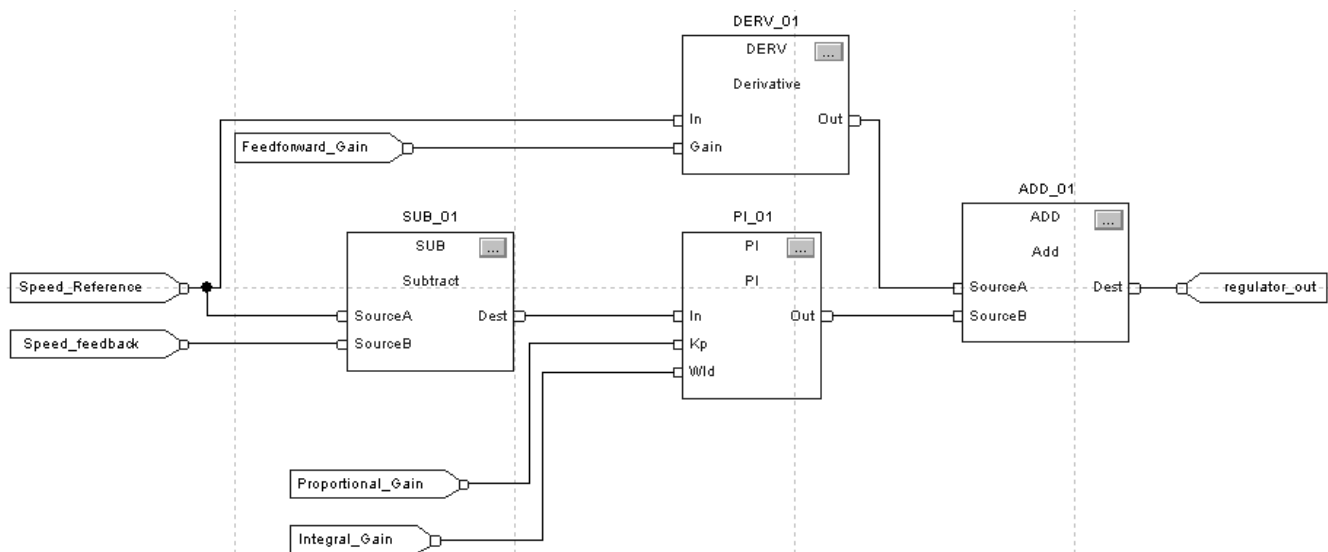 DERV_01
DERV
...
Derivative
In
Out
Feedforward_Gain
Gain
SUB_01
PI_01
ADD_01
SUB
...
PI
...
ADD
...
Subtract
PI
Add
Speed_Reference
SourceA
Dest
regulator_out
SourceA
Dest
In
Out
SourceB
Speed_feedback
SourceB
Kp
Wld
Proportional_Gain
Integral_Gain